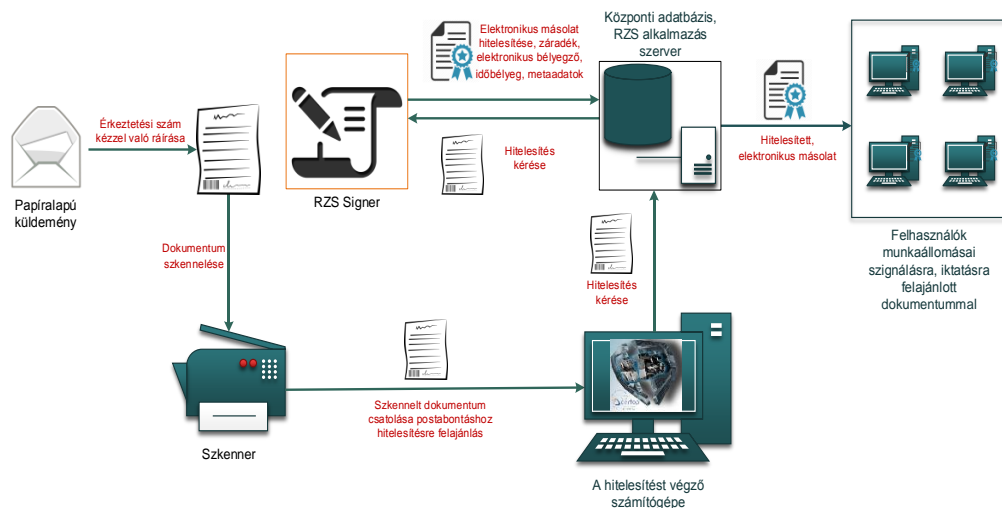 Elektronikus másolat
hitelesítése, záradék,
elektronikus bélyegző,
időbélyeg, metaadatok
Központi adatbázis,
RZS alkalmazás
szerver
Érkeztetési szám
kézzel való ráírása
Papíralapú
küldemény
RZS Signer
Hitelesítés
kérése
Hitelesített,
elektronikus másolat
Dokumentum
szkennelése
Hitelesítés
kérése
Felhasználók
munkaállomásai
szignálásra, iktatásra
felajánlott
dokumentummal
Szkennelt dokumentum
csatolása postabontáshoz
hitelesítésre felajánlás
Szkenner
A hitelesítést végző
számítógépe